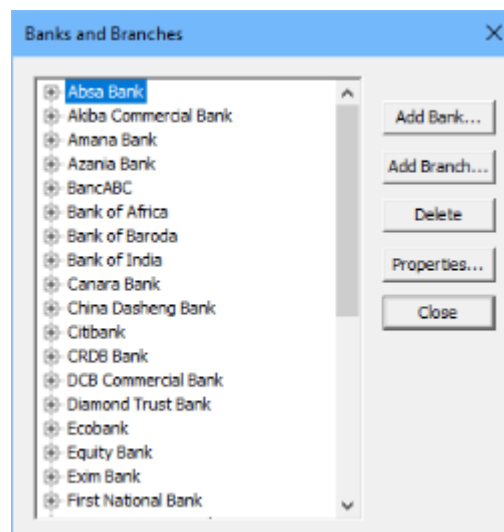 Banks and Branches
Absa Bank
Akiba Commercial Bank
Amana Bank
Azania Bank
BancABC
Bank of Africa
Bank of Baroda
Bank of India
Canara Bank
China Dasheng Bank
Citibank
CRDB Bank
DCB Commercial Bank
Diamond Trust Bank
Ecobank
Equity Bank
Exim Bank
First National Bank
Add Bank...
Add Branch...
Delete
Properties...
Close